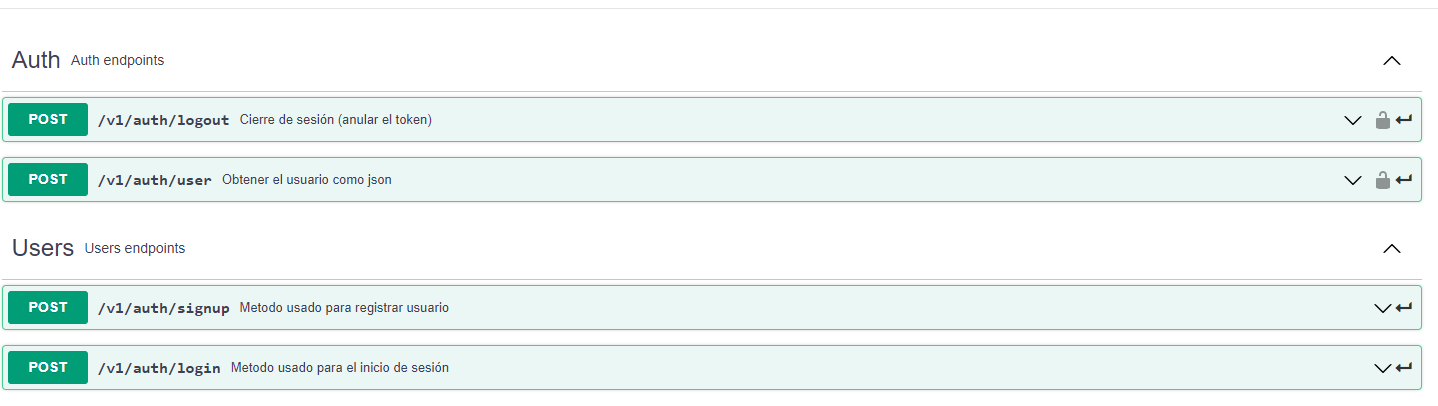 Auth Auth endpoints
POST /v1/auth/logout Cierre de sesión (anular el token)
POST /v1/auth/user Obtener el usuario como json
Users Users endpoints
POST /v1/auth/signup Metodo usado para registrar usuario
POST /v1/auth/login Metodo usado para el inicio de sesión